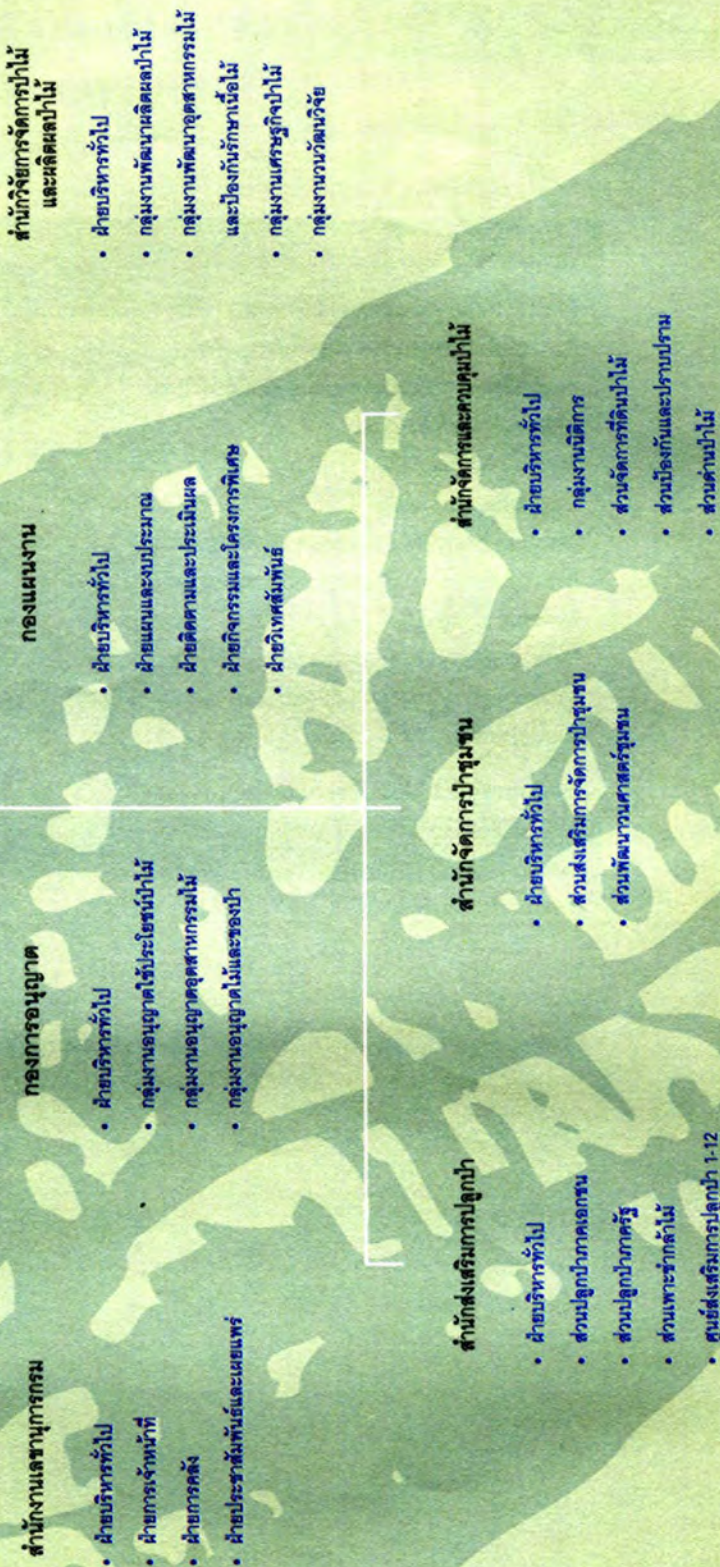 สำนักงานเลขานุการกรม
• ฝ่ายบริหารทั่วไป
• ฝ่ายการเจ้าหน้าที่
• ฝ่ายการคลัง
• ฝ่ายประชาสัมพันธ์และเผยแพร่
กองการอนุญาต
• ฝ่ายบริหารทั่วไป
• กลุ่มงานอนุญาตใช้ประโยชน์ป่าไม้
• กลุ่มงานอนุญาตอุตสาหกรรมไม้
• กลุ่มงานอนุญาตไม้และของป่า
กองแผนงาน
• ฝ่ายบริหารทั่วไป
• ฝ่ายแผนและงบประมาณ
• ฝ่ายติดตามและประเมินผล
• ฝ่ายกิจกรรมและโครงการพิเศษ
• ฝ่ายวิเทศสัมพันธ์
สำนักวิจัยการจัดการป่าไม้
และผลิตผลป่าไม้
• ฝ่ายบริหารทั่วไป
• กลุ่มงานพัฒนาผลิตผลป่าไม้
• กลุ่มงานพัฒนาอุตสาหกรรมไม้
และป้องกันรักษาเนื้อไม้
• กลุ่มงานเศรษฐกิจป่าไม้
• กลุ่มงานวนวัฒนวิจัย
สำนักส่งเสริมการปลูกป่า
• ฝ่ายบริหารทั่วไป
• ส่วนปลูกป่าภาคเอกชน
• ส่วนปลูกป่าภาครัฐ
• ส่วนเพาะชำกล้าไม้
• ศูนย์ส่งเสริมการปลูกป่า 1-12
สำนักจัดการป่าชุมชน
• ฝ่ายบริหารทั่วไป
• ส่วนส่งเสริมการจัดการป่าชุมชน
• ส่วนพัฒนาวนศาสตร์ชุมชน
สำนักจัดการและควบคุมป่าไม้
• ฝ่ายบริหารทั่วไป
• กลุ่มงานนิติการ
• ส่วนจัดการที่ดินป่าไม้
• ส่วนป้องกันและปราบปราม
• ส่วนด่านป่าไม้